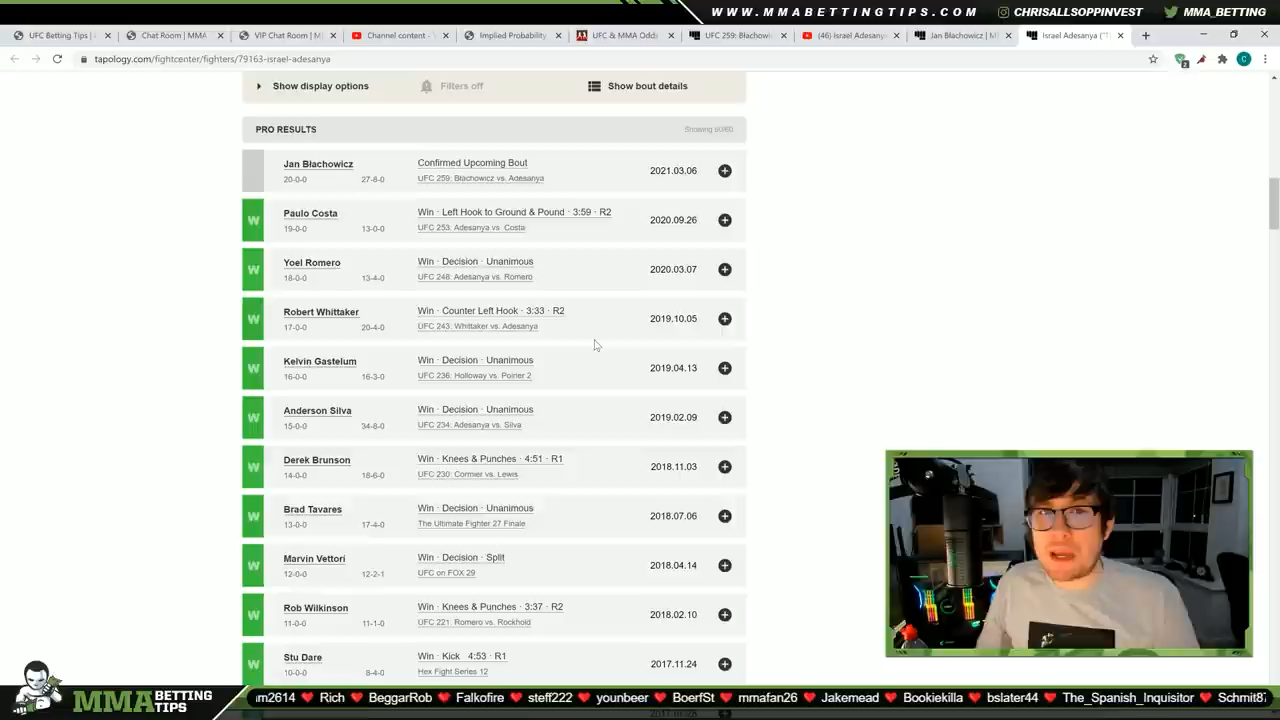 WWW.MMABETTINGTIPS.COM CHRISALLSOPPINVEST MMA_BETTING
UFC Betting Tips | Chat Room | MMA VIP Chat Room | M Channel content - Implied Probability UFC & MMA Odds UFC 259: Błachowic (46) Israel Adesanya Jan Błachowicz | M Israel Adesanya ("T
tapology.com/fightcenter/fighters/79163-israel-adesanya
Show display options Filters off Show bout details
PRO RESULTS
Jan Błachowicz Confirmed Upcoming Bout 2021.03.06
20-0-0 27-8-0 UFC 259: Błachowicz vs. Adesanya
W Paulo Costa Win · Left Hook to Ground & Pound · 3:59 · R2 2020.09.26
19-0-0 13-0-0 UFC 253: Adesanya vs. Costa
W Yoel Romero Win · Decision · Unanimous 2020.03.07
18-0-0 13-4-0 UFC 248: Adesanya vs. Romero
W Robert Whittaker Win · Counter Left Hook · 3:33 · R2 2019.10.05
17-0-0 20-4-0 UFC 243: Whittaker vs. Adesanya
W Kelvin Gastelum Win · Decision · Unanimous 2019.04.13
16-0-0 16-3-0 UFC 236: Holloway vs. Poirier 2
W Anderson Silva Win · Decision · Unanimous 2019.02.09
15-0-0 34-8-0 UFC 234: Adesanya vs. Silva
W Derek Brunson Win · Knees & Punches · 4:51 · R1 2018.11.03
14-0-0 18-6-0 UFC 230: Cormier vs. Lewis
W Brad Tavares Win · Decision · Unanimous 2018.07.06
13-0-0 17-4-0 The Ultimate Fighter 27 Finale
W Marvin Vettori Win · Decision · Split 2018.04.14
12-0-0 12-2-1 UFC on FOX 29
W Rob Wilkinson Win · Knees & Punches · 3:37 · R2 2018.02.10
11-0-0 11-1-0 UFC 221: Romero vs. Rockhold
W Stu Dare Win · Kick · 4:53 · R1 2017.11.24
10-0-0 8-4-0 Hex Fight Series 12
MMA BETTING TIPS
m2614 Rich BeggarRob Falkofire steff222 younbeer BoerfSt mmafan26 Jakemead Bookiekilla bslater44 The_Spanish_Inquisitor Schmit87